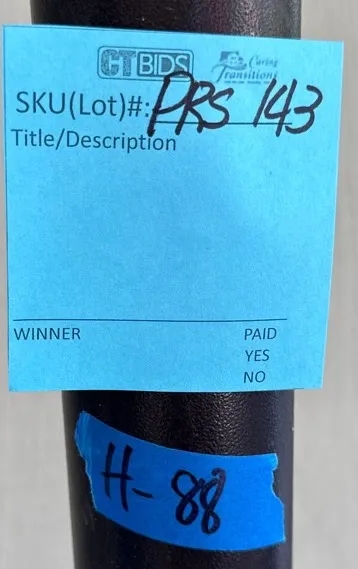 CTBIDS Caring Transitions
SKU(Lot)#: PRS 143
Title/Description
WINNER PAID
YES
NO
H-88